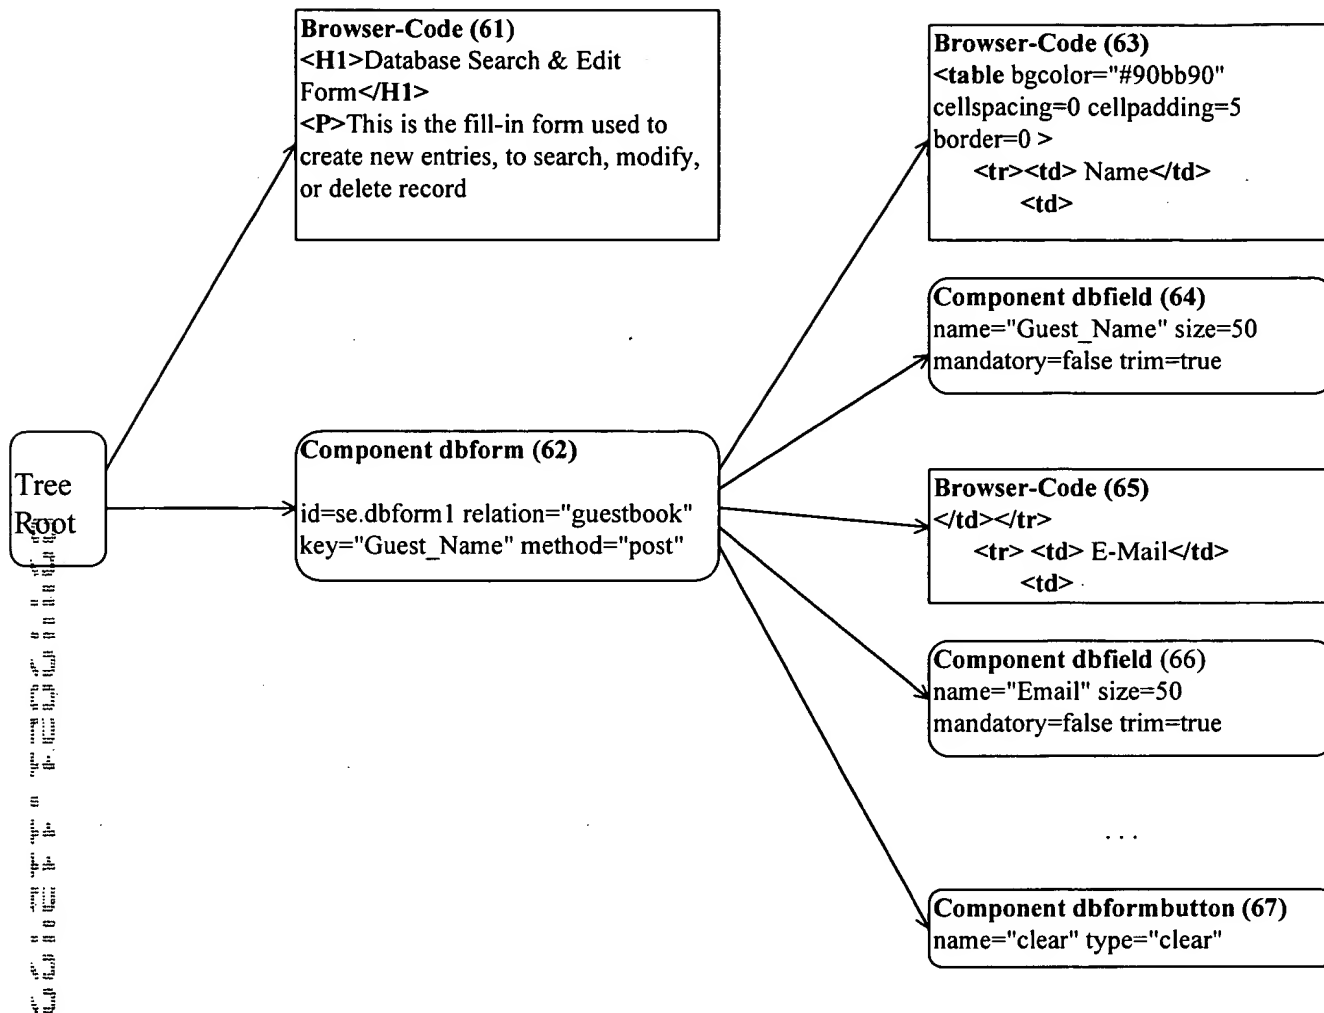 Browser-Code (61)
<H1>Database Search & Edit
Form</H1>
<P>This is the fill-in form used to
create new entries, to search, modify,
or delete record
Tree
Root
Component dbform (62)
id=se.dbform1 relation="guestbook"
key="Guest_Name" method="post"
Browser-Code (63)
<table bgcolor="#90bb90"
cellspacing=0 cellpadding=5
border=0 >
<tr><td> Name</td>
<td>
Component dbfield (64)
name="Guest_Name" size=50
mandatory=false trim=true
Browser-Code (65)
</td></tr>
<tr> <td> E-Mail</td>
<td>
Component dbfield (66)
name="Email" size=50
mandatory=false trim=true
. . .
Component dbformbutton (67)
name="clear" type="clear"